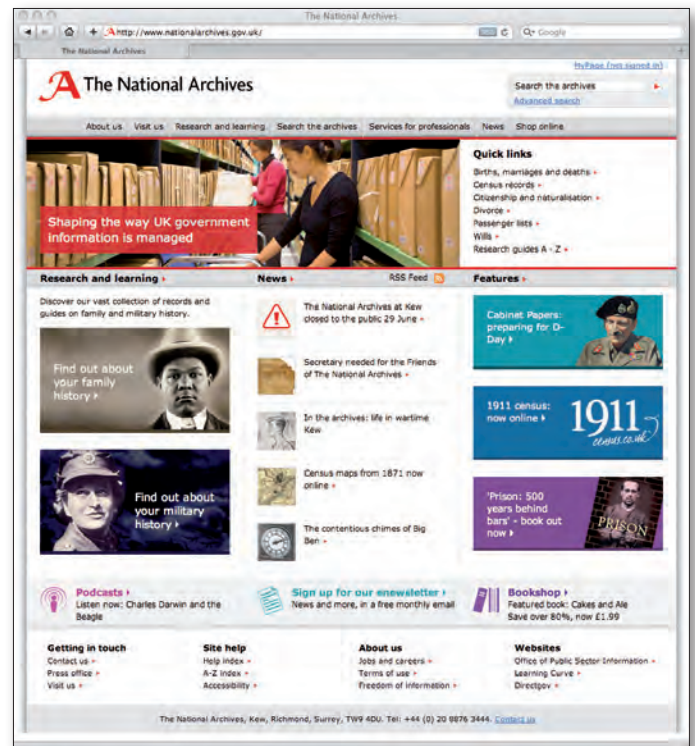 The National Archives
http://www.nationalarchives.gov.uk/
Google
The National Archives
MyPage (not signed in)
The National Archives
Search the archives
Advanced search
About us Visit us Research and learning Search the archives Services for professionals News Shop online
Shaping the way UK government
information is managed
Quick links
Births, marriages and deaths
Census records
Citizenship and naturalisation
Divorce
Passenger lists
Wills
Research guides A - Z
Research and learning
Discover our vast collection of records and
guides on family and military history.
Find out about
your family
history
Find out about
your military
history
News
RSS Feed
The National Archives at Kew
closed to the public 29 June
Secretary needed for the Friends
of The National Archives
In the archives: life in wartime
Kew
Census maps from 1871 now
online
The contentious chimes of Big
Ben
Features
Cabinet Papers:
preparing for D-
Day
1911 census:
now online
1911
census.co.uk
'Prison: 500
years behind
bars' - book out
now
PRISON
Podcasts
Listen now: Charles Darwin and the
Beagle
Sign up for our enewsletter
News and more, in a free monthly email
Bookshop
Featured book: Cakes and Ale
Save over 80%, now £1.99
Getting in touch
Contact us
Press office
Visit us
Site help
Help index
A-Z index
Accessibility
About us
Jobs and careers
Terms of use
Freedom of information
Websites
Office of Public Sector Information
Learning Curve
Directgov
The National Archives, Kew, Richmond, Surrey, TW9 4DU. Tel: +44 (0) 20 8876 3444. Contact us